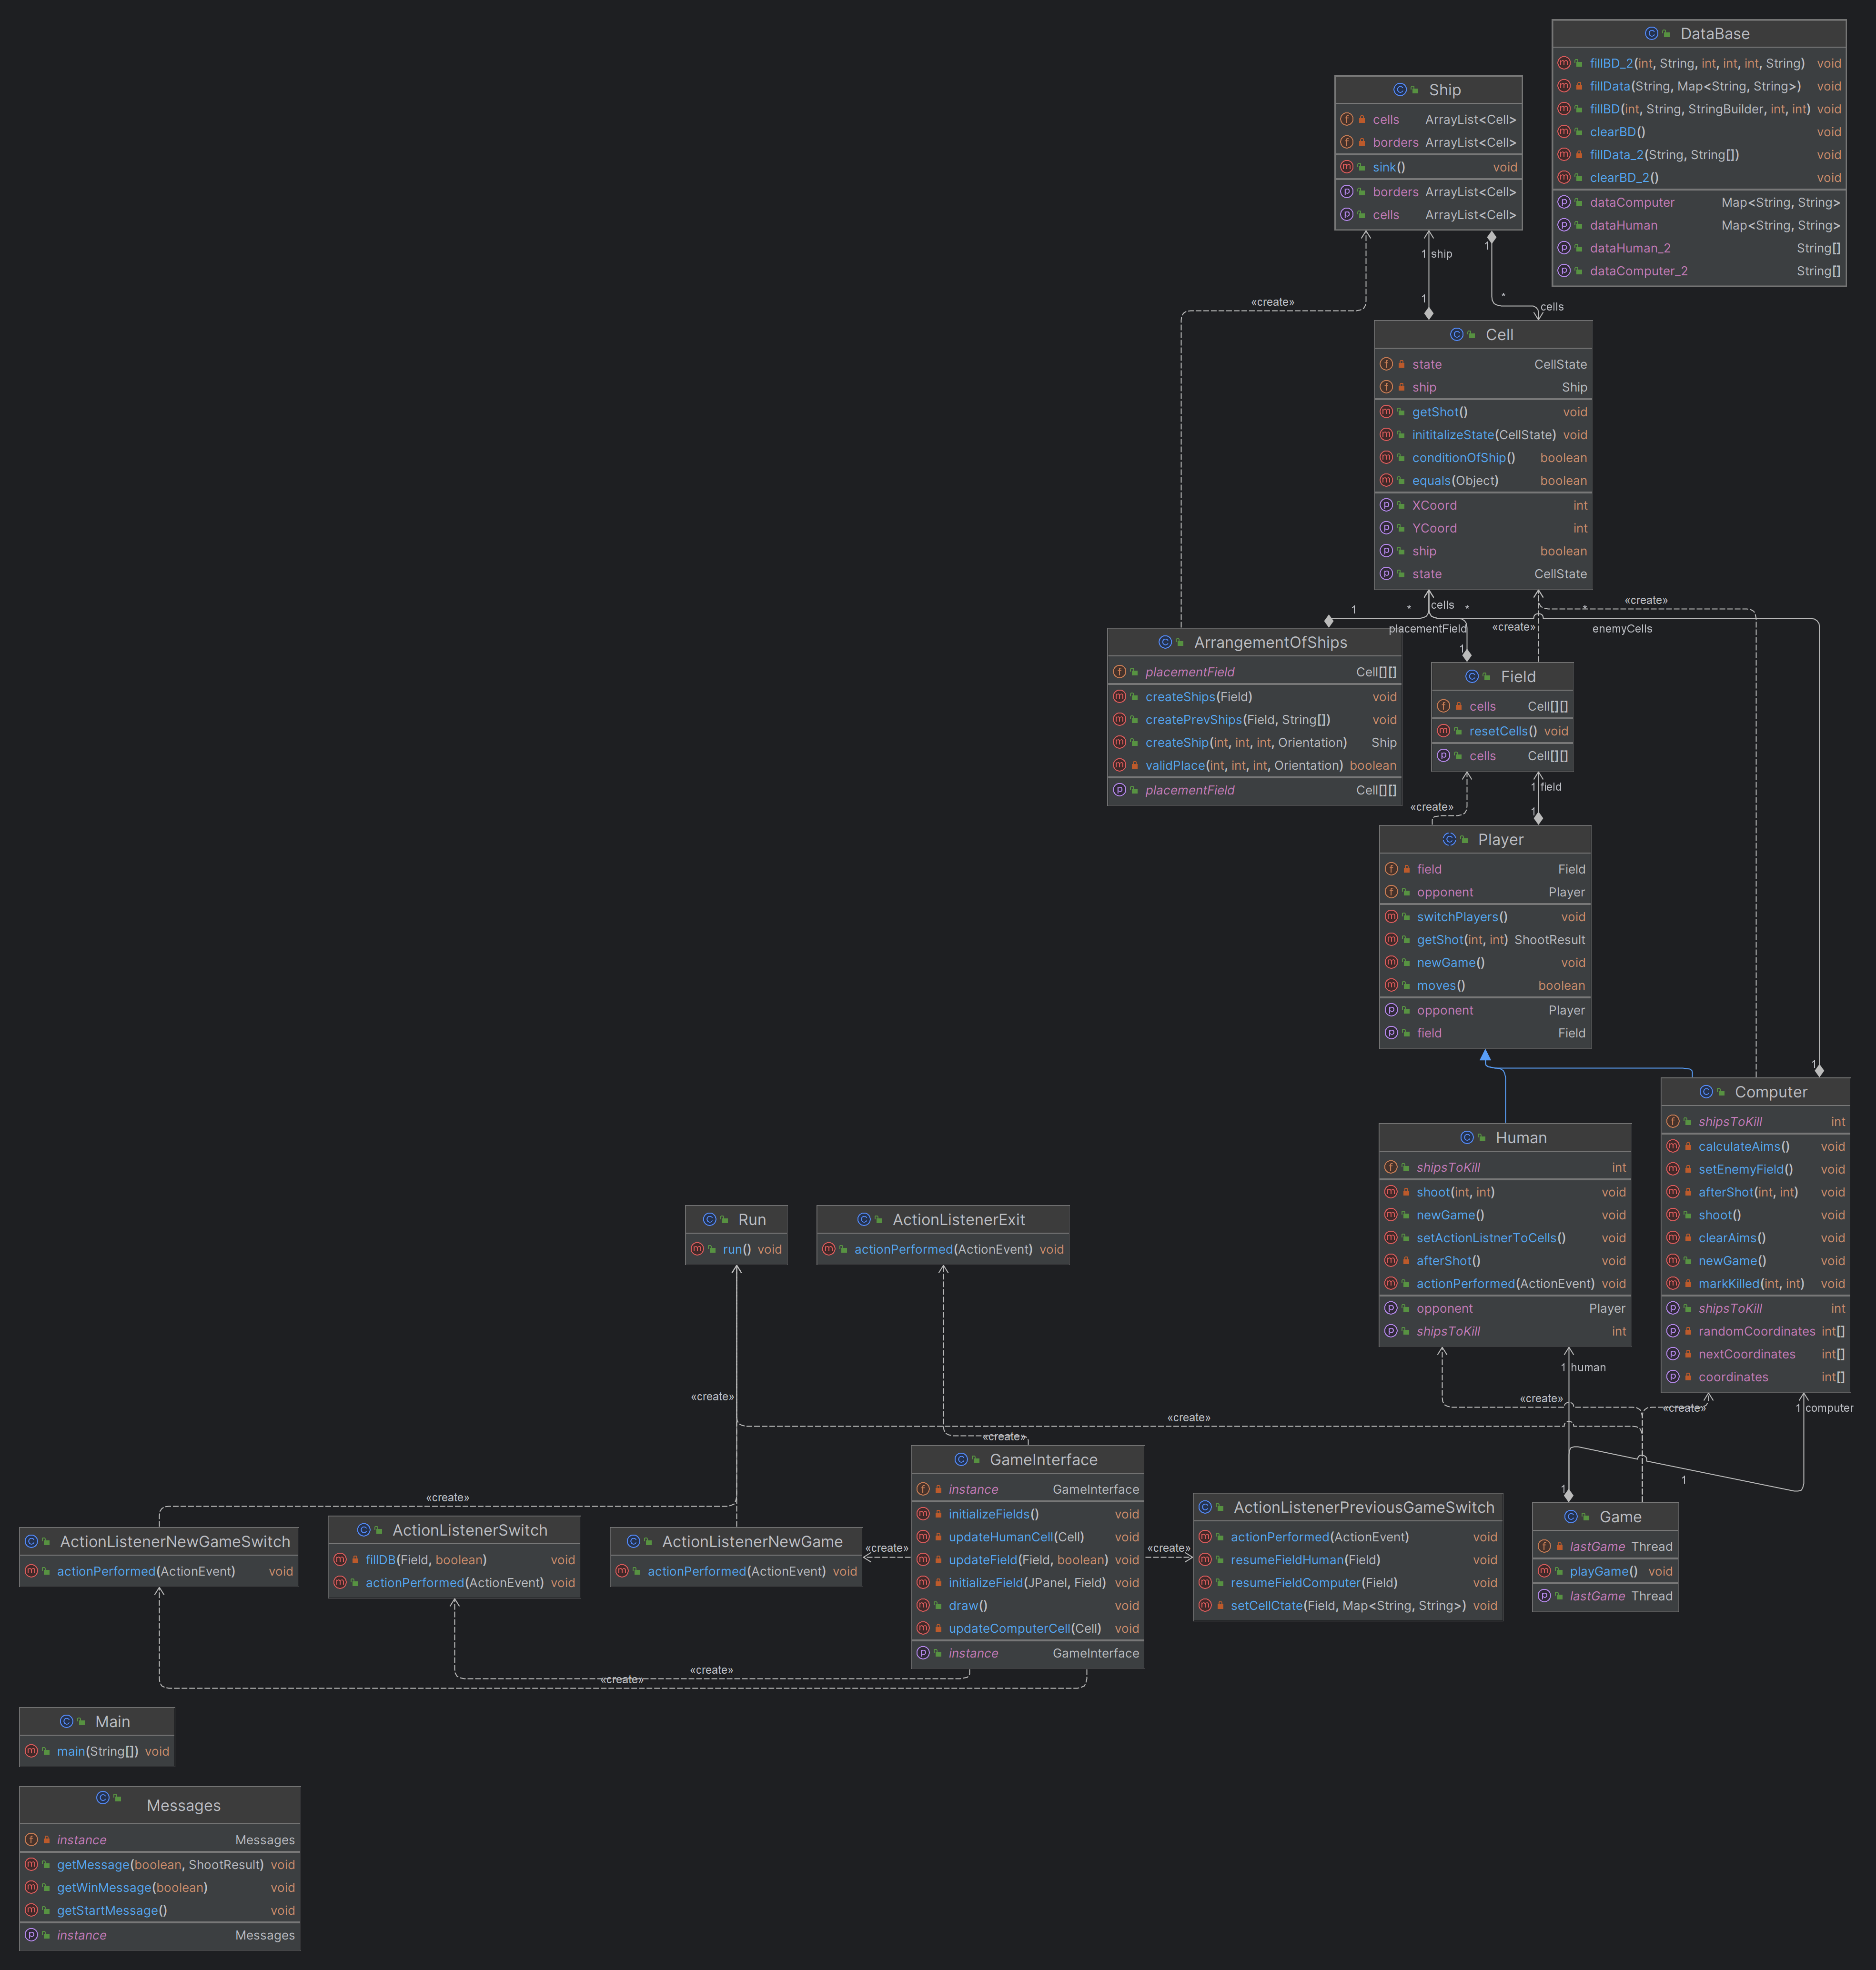 DataBase
fillBD_2(int, String, int, int, int, String) void
fillData(String, Map<String, String>) void
fillBD(int, String, StringBuilder, int, int) void
clearBD() void
fillData_2(String, String[]) void
clearBD_2() void
dataComputer Map<String, String>
dataHuman Map<String, String>
dataHuman_2 String[]
dataComputer_2 String[]
Ship
cells ArrayList<Cell>
borders ArrayList<Cell>
sink() void
borders ArrayList<Cell>
cells ArrayList<Cell>
1 ship
1
1
*
cells
«create»
Cell
state CellState
ship Ship
getShot() void
inititalizeState(CellState) void
conditionOfShip() boolean
equals(Object) boolean
XCoord int
YCoord int
ship boolean
state CellState
«create»
1
*
cells
*
*
placementField
«create»
enemyCells
1
ArrangementOfShips
placementField Cell[][]
createShips(Field) void
createPrevShips(Field, String[]) void
createShip(int, int, int, Orientation) Ship
validPlace(int, int, int, Orientation) boolean
placementField Cell[][]
Field
cells Cell[][]
resetCells() void
cells Cell[][]
1 field
«create»
1
Player
field Field
opponent Player
switchPlayers() void
getShot(int, int) ShootResult
newGame() void
moves() boolean
opponent Player
field Field
1
Computer
shipsToKill int
calculateAims() void
setEnemyField() void
afterShot(int, int) void
shoot() void
clearAims() void
newGame() void
markKilled(int, int) void
shipsToKill int
randomCoordinates int[]
nextCoordinates int[]
coordinates int[]
Human
shipsToKill int
shoot(int, int) void
newGame() void
setActionListnerToCells() void
afterShot() void
actionPerformed(ActionEvent) void
opponent Player
shipsToKill int
Run
run() void
ActionListenerExit
actionPerformed(ActionEvent) void
1 human
«create»
«create»
«create»
1 computer
«create»
«create»
1
1
«create»
GameInterface
instance GameInterface
initializeFields() void
updateHumanCell(Cell) void
updateField(Field, boolean) void
initializeField(JPanel, Field) void
draw() void
updateComputerCell(Cell) void
instance GameInterface
ActionListenerPreviousGameSwitch
actionPerformed(ActionEvent) void
resumeFieldHuman(Field) void
resumeFieldComputer(Field) void
setCellCtate(Field, Map<String, String>) void
Game
lastGame Thread
playGame() void
lastGame Thread
ActionListenerNewGameSwitch
actionPerformed(ActionEvent) void
ActionListenerSwitch
fillDB(Field, boolean) void
actionPerformed(ActionEvent) void
ActionListenerNewGame
actionPerformed(ActionEvent) void
«create»
«create»
«create»
«create»
Main
main(String[]) void
Messages
instance Messages
getMessage(boolean, ShootResult) void
getWinMessage(boolean) void
getStartMessage() void
instance Messages